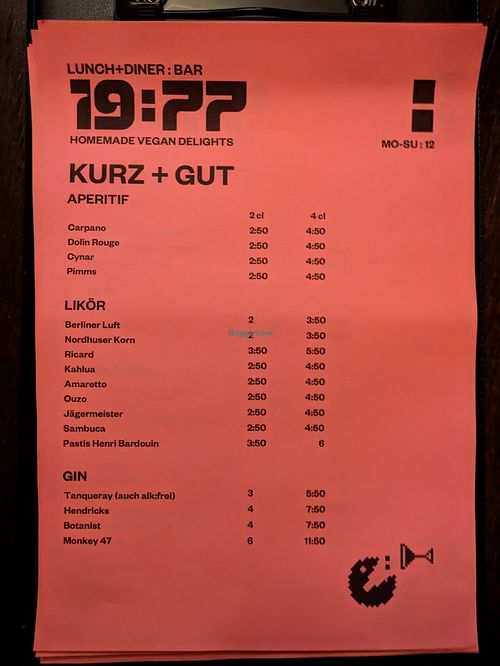 LUNCH+DINER : BAR
19:77
HOMEMADE VEGAN DELIGHTS
MO-SU : 12
KURZ + GUT
APERITIF
2 cl 4 cl
Carpano 2:50 4:50
Dolin Rouge 2:50 4:50
Cynar 2:50 4:50
Pimms 2:50 4:50
LIKÖR
Berliner Luft 2 3:50
Nordhuser Korn 2 3:50
HappyCow
Ricard 3:50 5:50
Kahlua 2:50 4:50
Amaretto 2:50 4:50
Ouzo 2:50 4:50
Jägermeister 2:50 4:50
Sambuca 2:50 4:50
Pastis Henri Bardouin 3:50 6
GIN
Tanqueray (auch alk:frei) 3 5:50
Hendricks 4 7:50
Botanist 4 7:50
Monkey 47 6 11:50